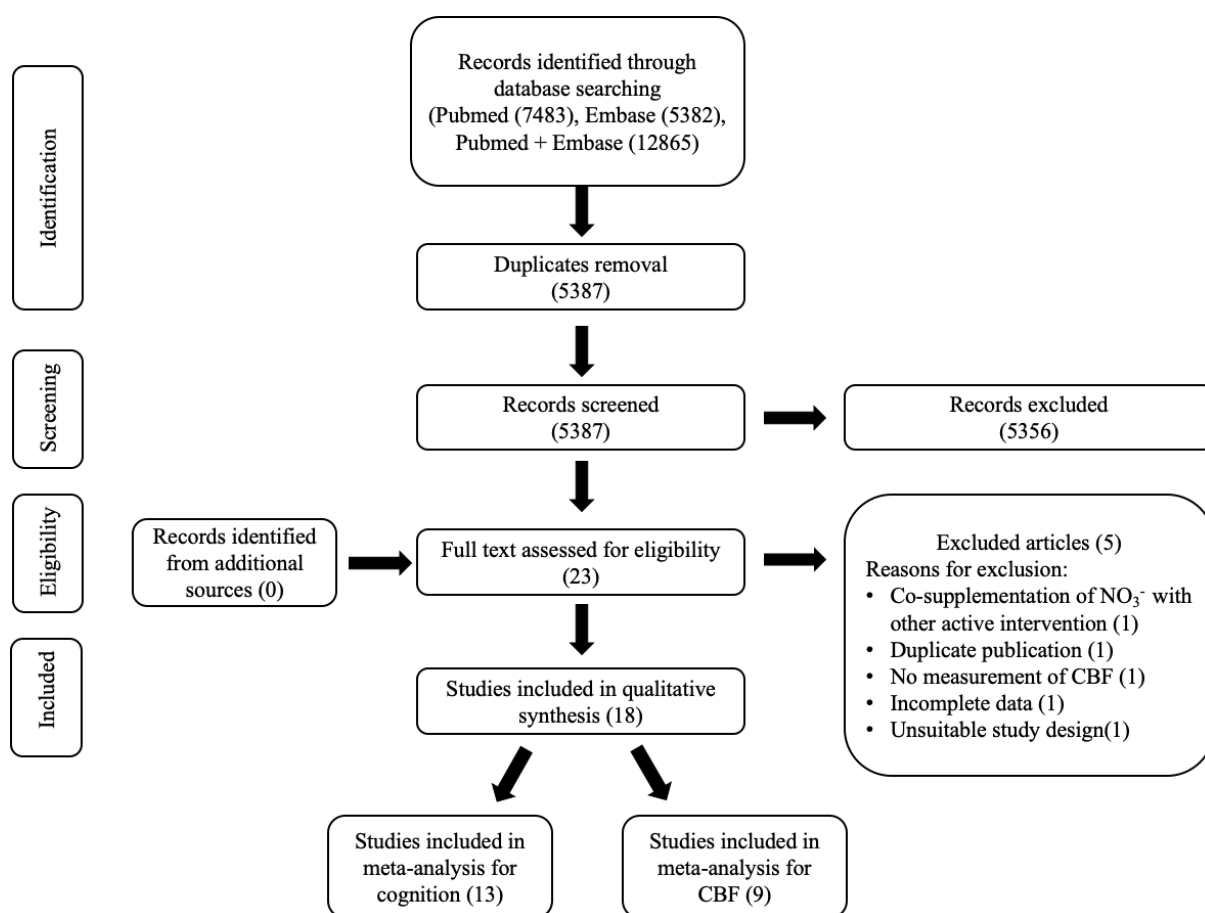 Identification
Records identified through
database searching
(Pubmed (7483), Embase (5382),
Pubmed + Embase (12865)
Duplicates removal
(5387)
Screening
Records screened
(5387)
Records excluded
(5356)
Eligibility
Records identified
from additional
sources (0)
Full text assessed for eligibility
(23)
Excluded articles (5)
Reasons for exclusion:
• Co-supplementation of NO₃⁻ with
other active intervention (1)
• Duplicate publication (1)
• No measurement of CBF (1)
• Incomplete data (1)
• Unsuitable study design(1)
Included
Studies included in qualitative
synthesis (18)
Studies included in
meta-analysis for
cognition (13)
Studies included in
meta-analysis for
CBF (9)